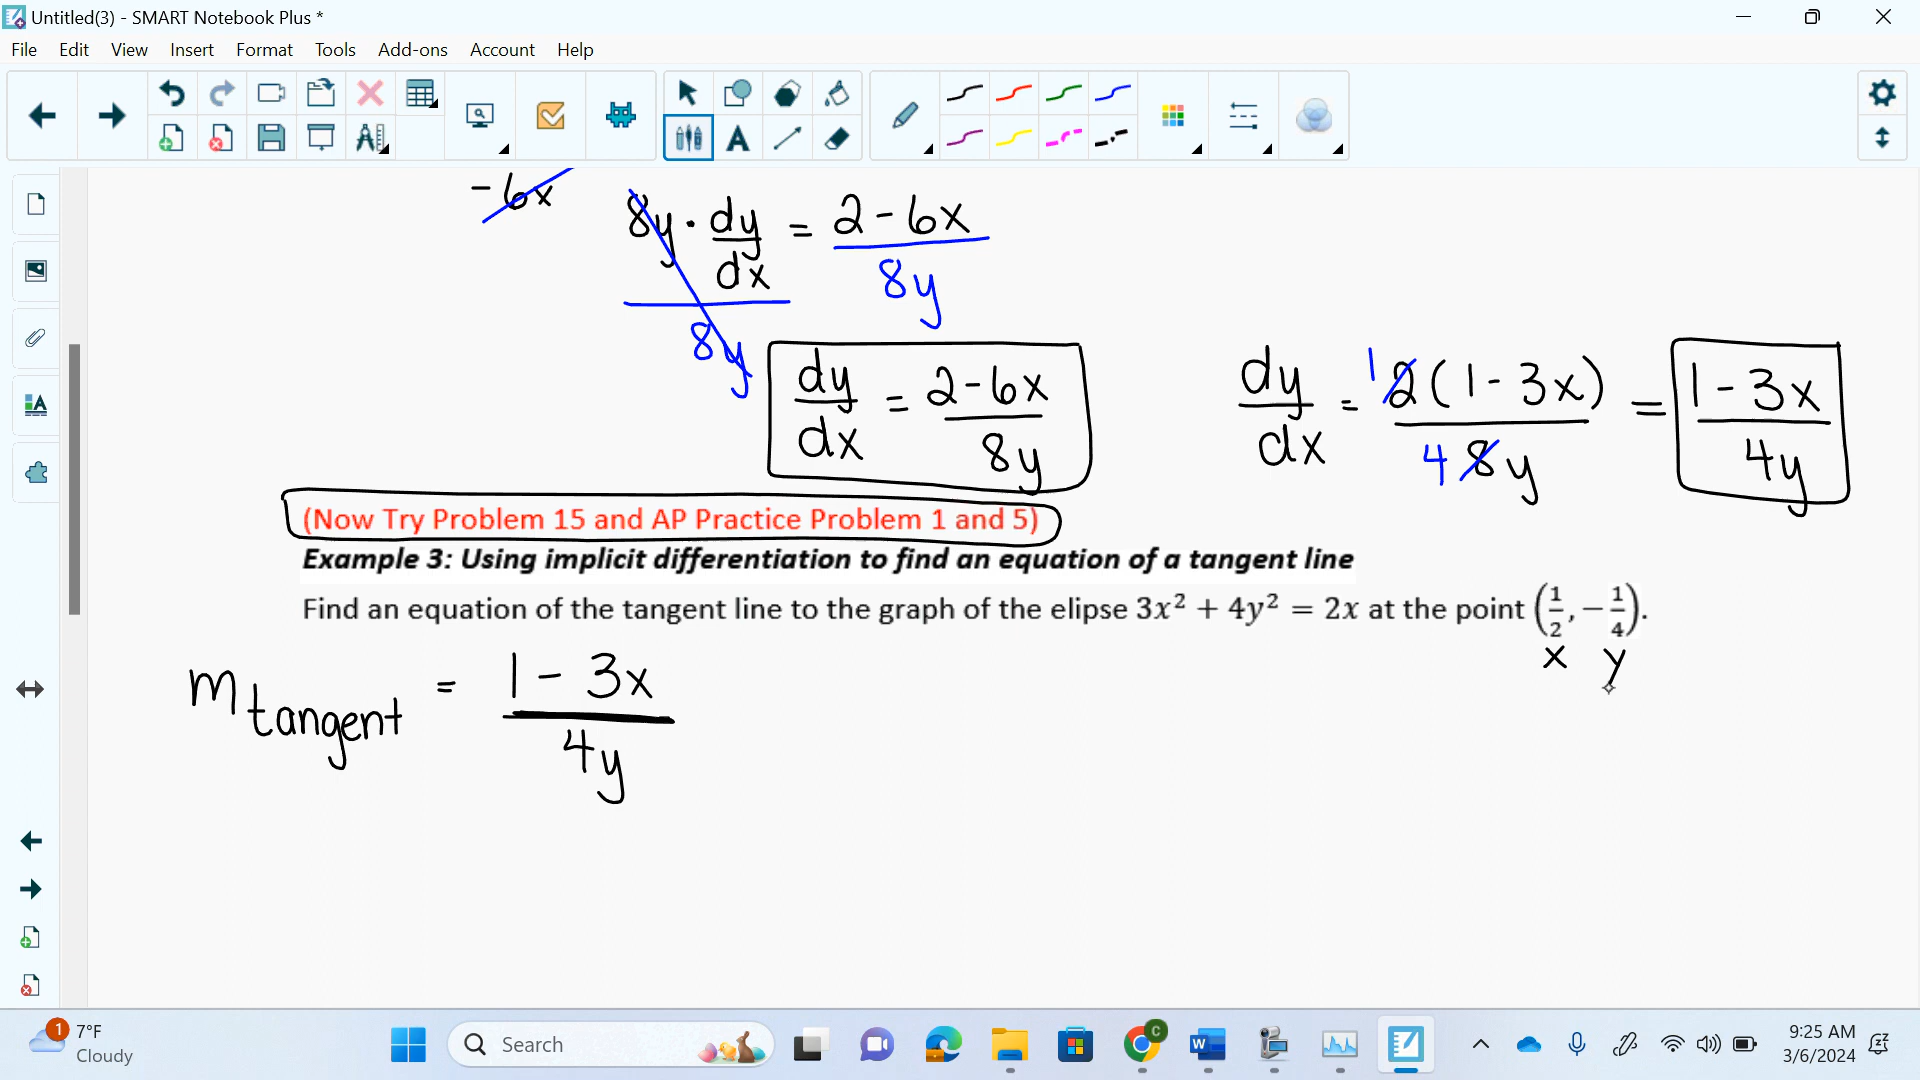 Untitled(3) - SMART Notebook Plus *
File Edit View Insert Format Tools Add-ons Account Help
-6x
8y · dy/dx = 2-6x
8y 8y
dy/dx = 2-6x/8y
dy/dx = 1 2(1-3x)/4 8y = 1-3x/4y
(Now Try Problem 15 and AP Practice Problem 1 and 5)
Example 3: Using implicit differentiation to find an equation of a tangent line
Find an equation of the tangent line to the graph of the elipse 3x² + 4y² = 2x at the point (1/2, -1/4).
x y
m tangent = 1-3x/4y
1
7°F
Cloudy
Search
C
W
9:25 AM
3/6/2024